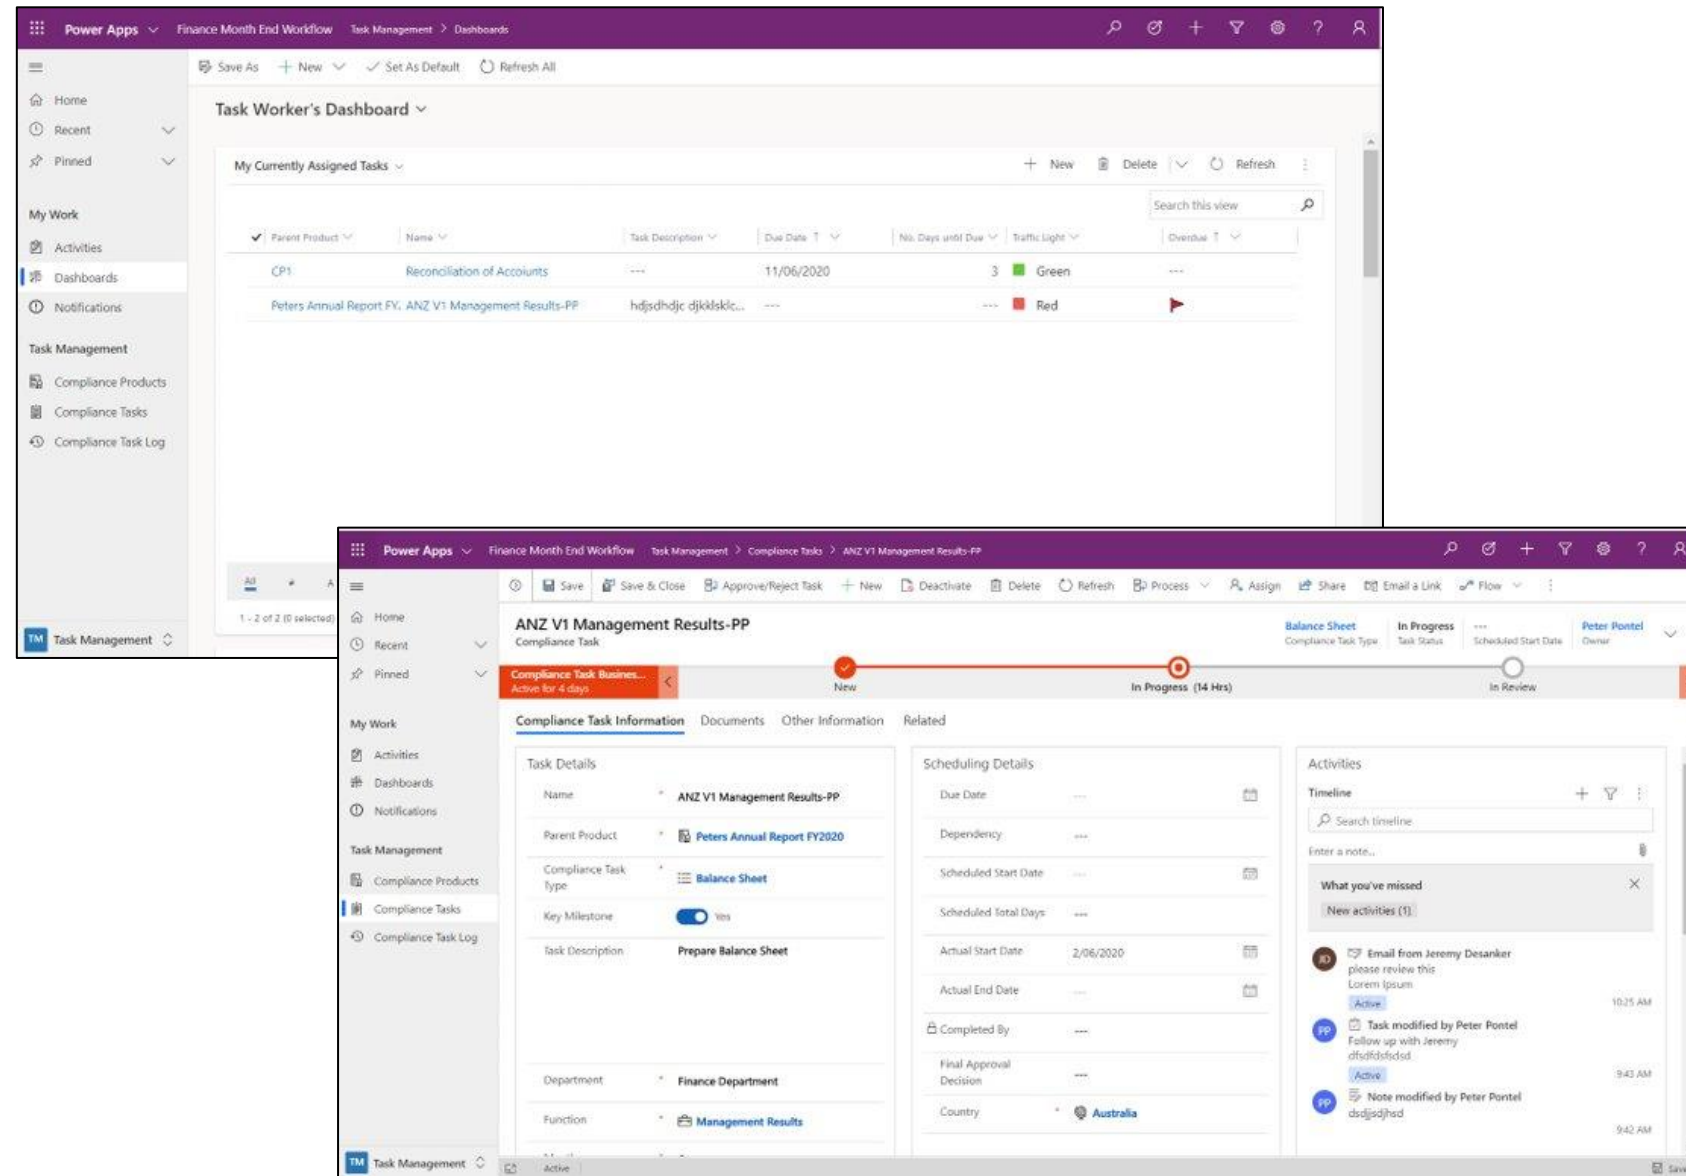 Power Apps Finance Month End Workflow Task Management > Dashboards
Save As New Set As Default Refresh All
Home
Recent
Pinned
My Work
Activities
Dashboards
Notifications
Task Management
Compliance Products
Compliance Tasks
Compliance Task Log
TM Task Management
Task Worker's Dashboard
My Currently Assigned Tasks New Delete Refresh
Search this view
Parent Product Name Task Description Due Date ↑ No. Days until Due Traffic Light Overdue ↑
CP1 Reconciliation of Accoiunts --- 11/06/2020 3 Green ---
Peters Annual Report FY. ANZ V1 Management Results-PP hdjsdhdjc djkklsklc... --- --- Red
All # A
1 - 2 of 2 (0 selected)
Power Apps Finance Month End Workflow Task Management > Compliance Tasks > ANZ V1 Management Results-PP
Save Save & Close Approve/Reject Task New Deactivate Delete Refresh Process Assign Share Email a Link Flow
Home
Recent
Pinned
My Work
Activities
Dashboards
Notifications
Task Management
Compliance Products
Compliance Tasks
Compliance Task Log
TM Task Management
ANZ V1 Management Results-PP
Compliance Task
Balance Sheet In Progress --- Peter Pontel
Compliance Task Type Task Status Scheduled Start Date Owner
Compliance Task Busines...
Active for 4 days
New In Progress (14 Hrs) In Review
Compliance Task Information Documents Other Information Related
Task Details
Name * ANZ V1 Management Results-PP
Parent Product * Peters Annual Report FY2020
Compliance Task
Type * Balance Sheet
Key Milestone Yes
Task Description Prepare Balance Sheet
Department * Finance Department
Function * Management Results
Scheduling Details
Due Date ---
Dependency ---
Scheduled Start Date ---
Scheduled Total Days ---
Actual Start Date 2/06/2020
Actual End Date ---
Completed By ---
Final Approval
Decision ---
Country * Australia
Activities
Timeline
Search timeline
Enter a note...
What you've missed
New activities (1)
JD Email from Jeremy Desanker
please review this
Lorem Ipsum
Active 10:25 AM
PP Task modified by Peter Pontel
Follow up with Jeremy
dfsdfdsfsdsd
Active 9:43 AM
PP Note modified by Peter Pontel
dsdjjsdjhsd
9:42 AM
Active
Save